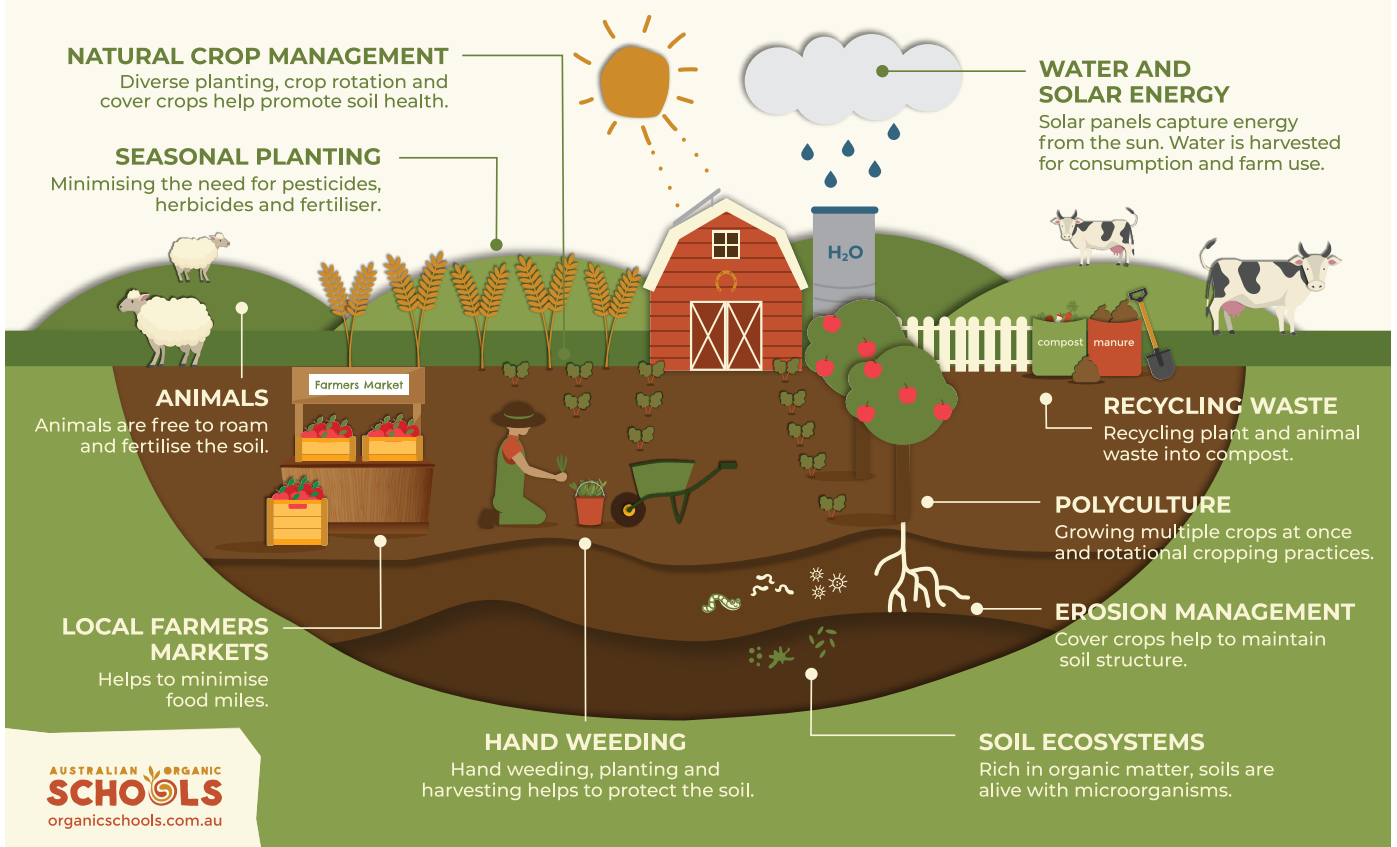 NATURAL CROP MANAGEMENT
Diverse planting, crop rotation and
cover crops help promote soil health.
SEASONAL PLANTING
Minimising the need for pesticides,
herbicides and fertiliser.
WATER AND
SOLAR ENERGY
Solar panels capture energy
from the sun. Water is harvested
for consumption and farm use.
H₂O
compost
manure
Farmers Market
ANIMALS
Animals are free to roam
and fertilise the soil.
RECYCLING WASTE
Recycling plant and animal
waste into compost.
POLYCULTURE
Growing multiple crops at once
and rotational cropping practices.
EROSION MANAGEMENT
Cover crops help to maintain
soil structure.
LOCAL FARMERS
MARKETS
Helps to minimise
food miles.
HAND WEEDING
Hand weeding, planting and
harvesting helps to protect the soil.
SOIL ECOSYSTEMS
Rich in organic matter, soils are
alive with microorganisms.
AUSTRALIAN ORGANIC
SCHOOLS
organicschools.com.au